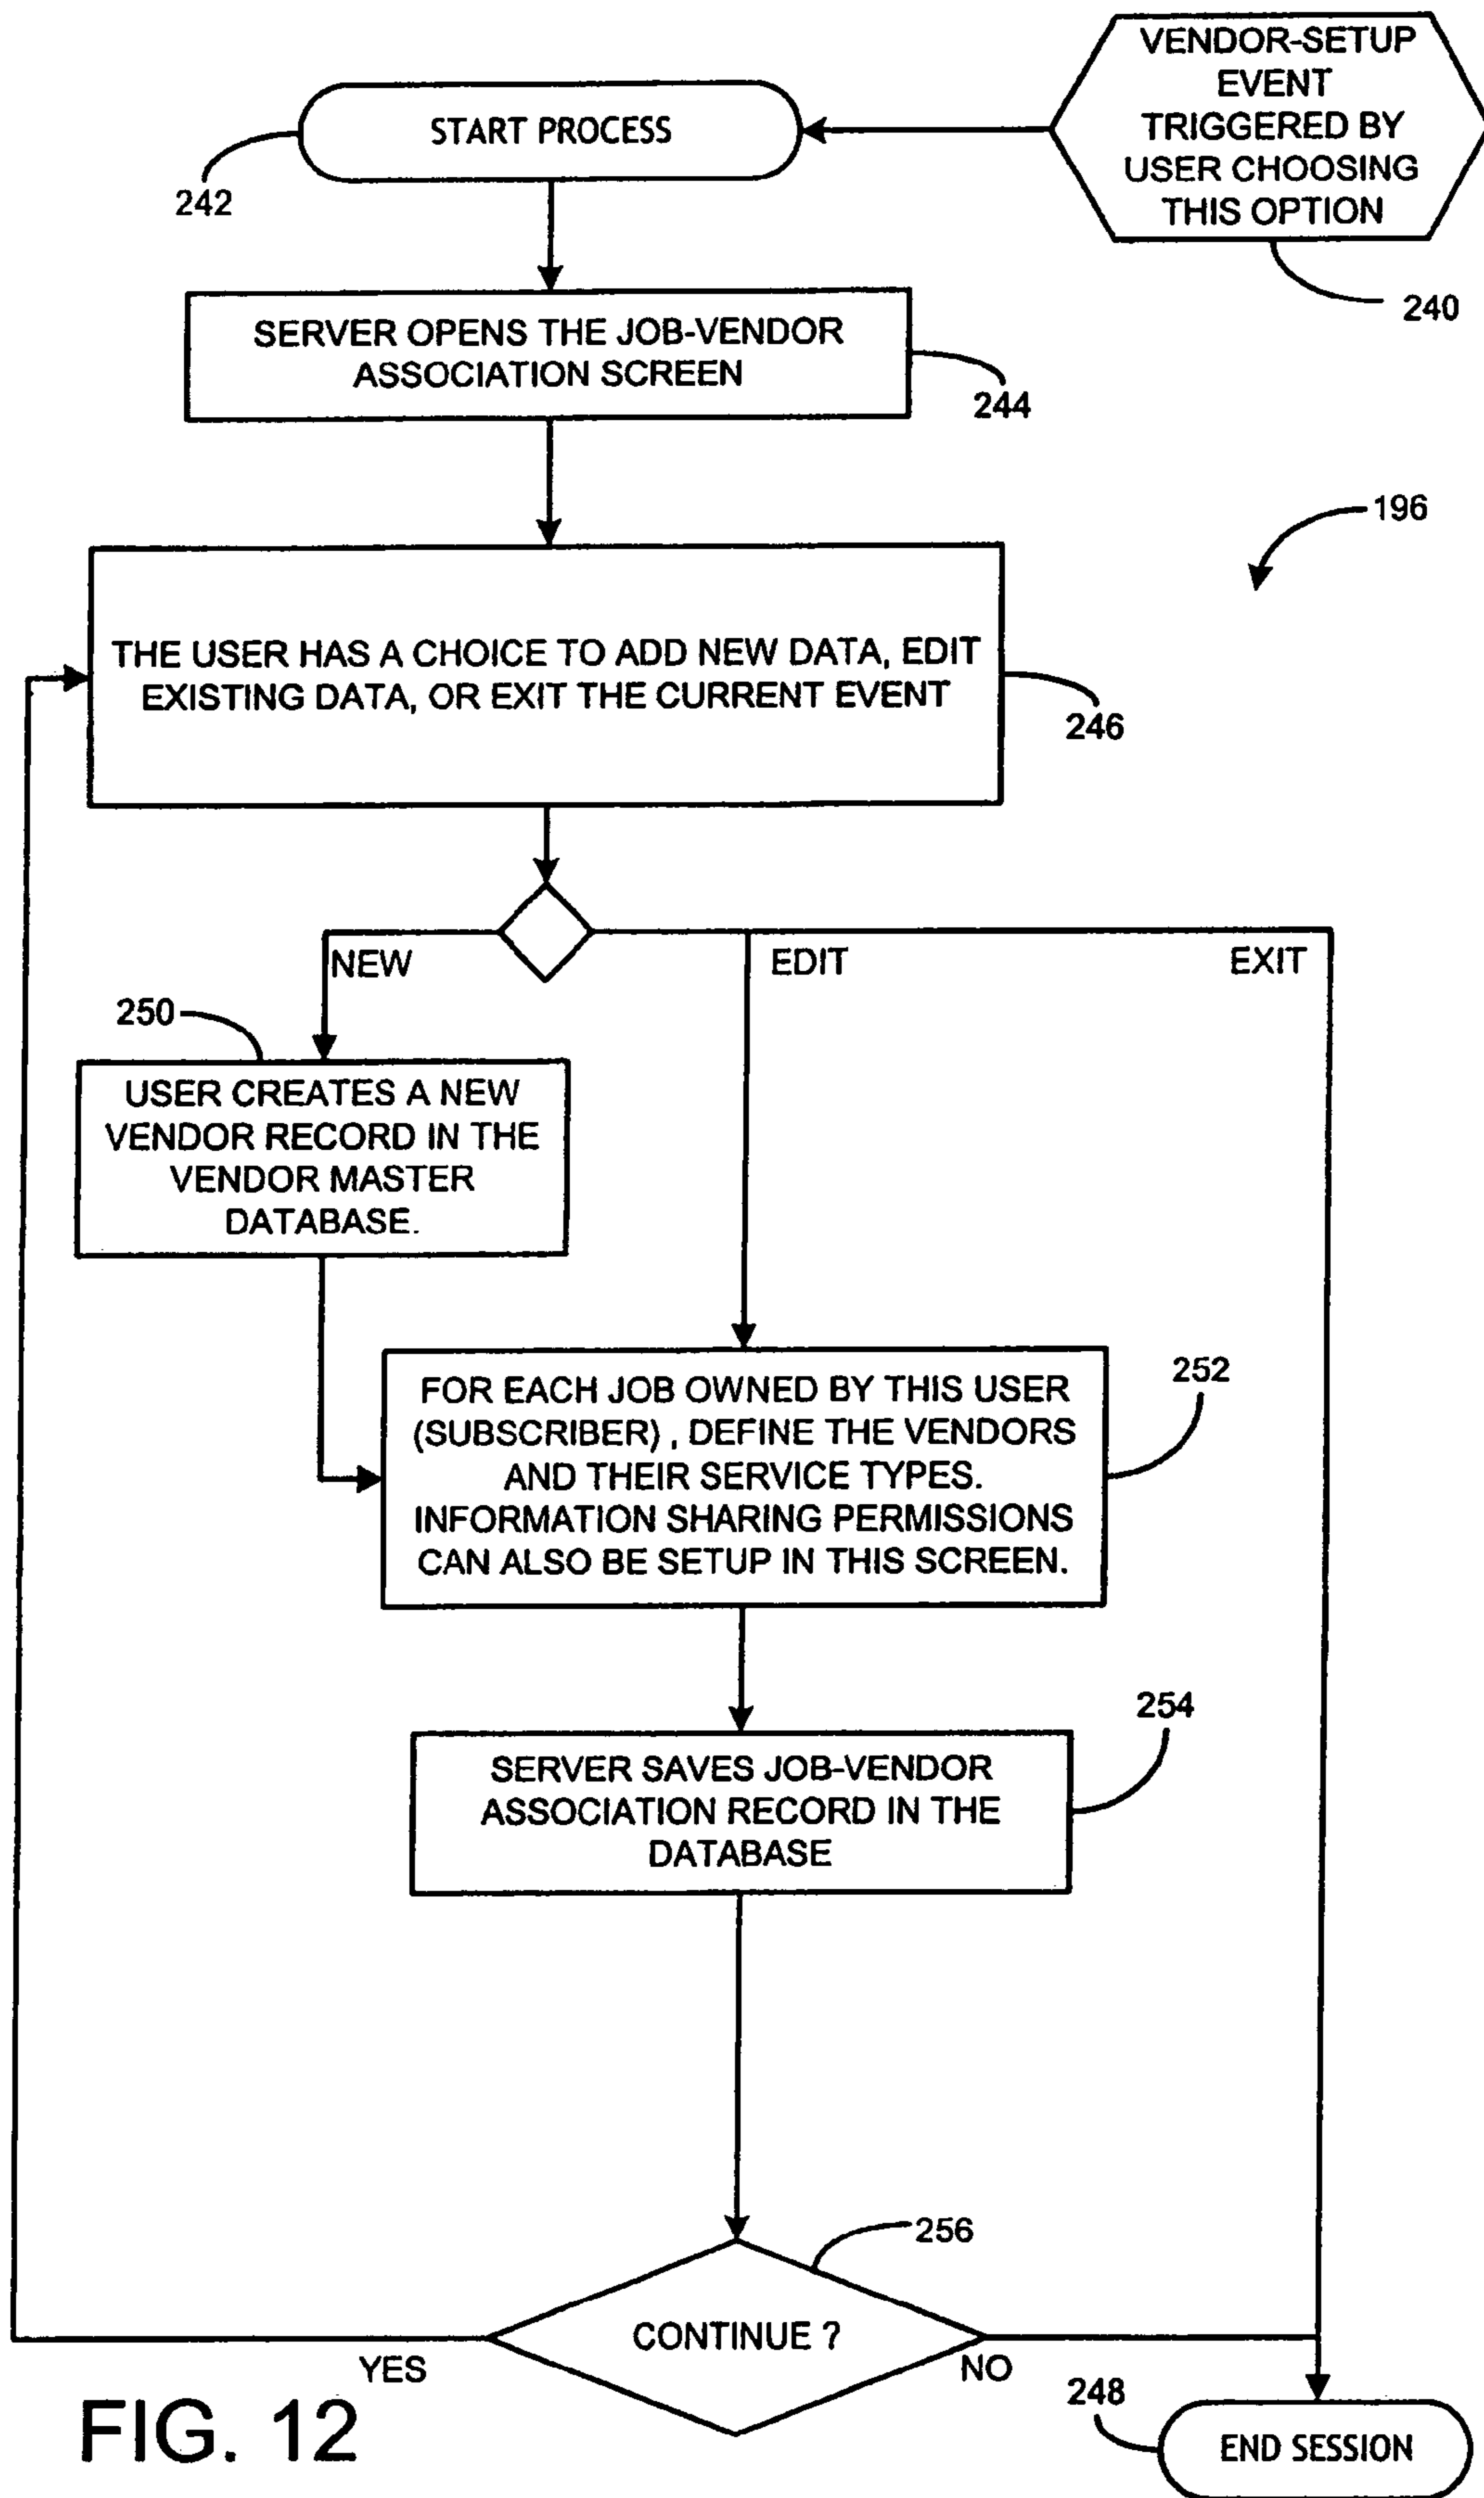 VENDOR-SETUP
EVENT
TRIGGERED BY
USER CHOOSING
THIS OPTION
240
START PROCESS
242
SERVER OPENS THE JOB-VENDOR
ASSOCIATION SCREEN
244
196
THE USER HAS A CHOICE TO ADD NEW DATA, EDIT
EXISTING DATA, OR EXIT THE CURRENT EVENT
246
NEW
EDIT
EXIT
250
USER CREATES A NEW
VENDOR RECORD IN THE
VENDOR MASTER
DATABASE.
252
FOR EACH JOB OWNED BY THIS USER
(SUBSCRIBER) , DEFINE THE VENDORS
AND THEIR SERVICE TYPES.
INFORMATION SHARING PERMISSIONS
CAN ALSO BE SETUP IN THIS SCREEN.
254
SERVER SAVES JOB-VENDOR
ASSOCIATION RECORD IN THE
DATABASE
256
CONTINUE ?
YES
NO
248
END SESSION
FIG. 12